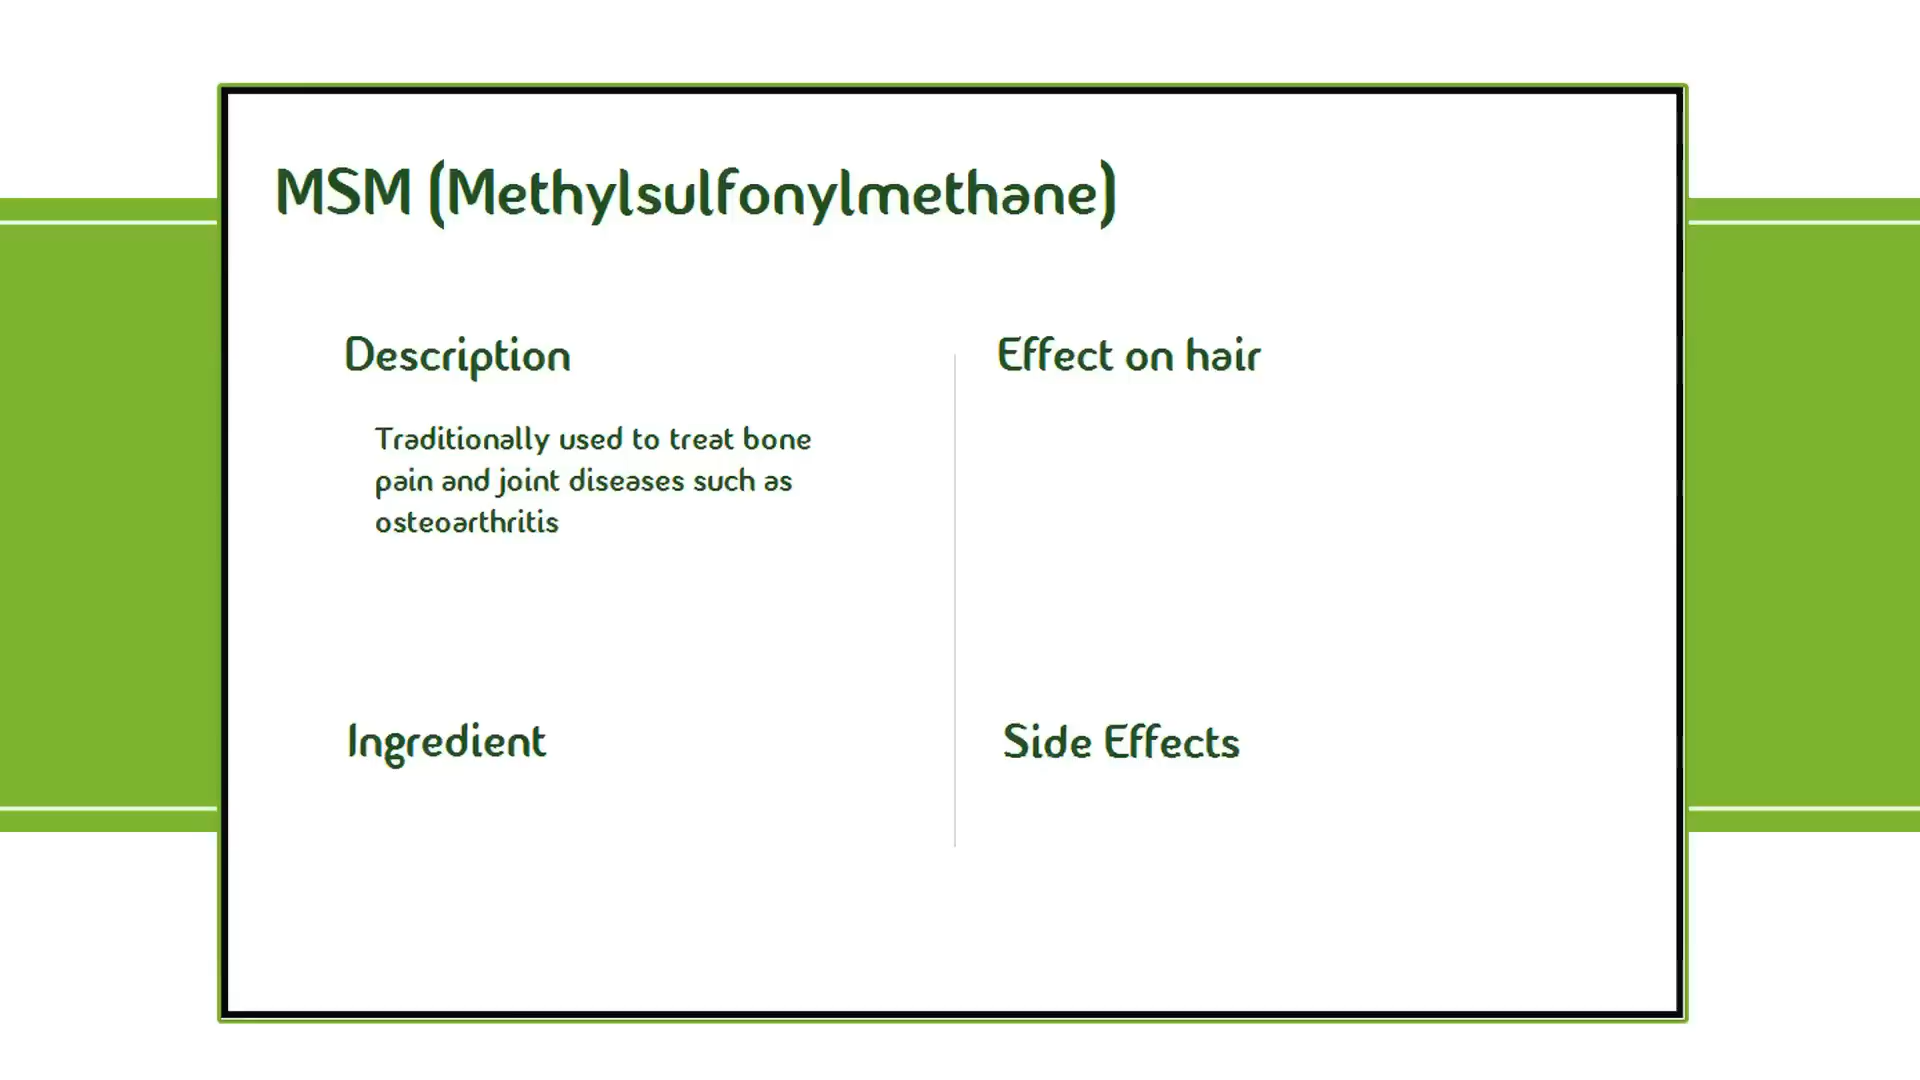 MSM (Methylsulfonylmethane)
Description
Traditionally used to treat bone
pain and joint diseases such as
osteoarthritis
Effect on hair
Ingredient
Side Effects